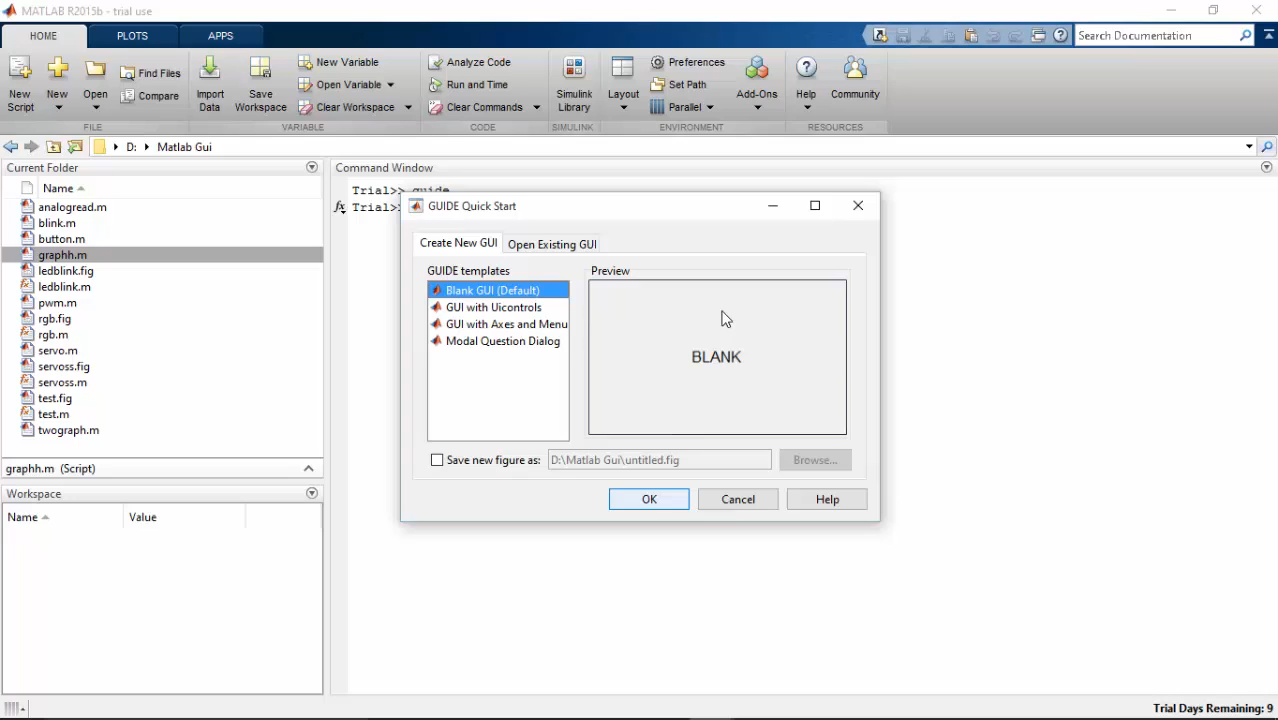 MATLAB R2015b - trial use
HOME PLOTS APPS
Search Documentation
New Script
New
Open
Find Files
Compare
FILE
Import Data
Save Workspace
New Variable
Open Variable
Clear Workspace
VARIABLE
Analyze Code
Run and Time
Clear Commands
CODE
Simulink Library
SIMULINK
Layout
Preferences
Set Path
Parallel
Add-Ons
ENVIRONMENT
Help
Community
RESOURCES
D: Matlab Gui
Current Folder
Name
analogread.m
blink.m
button.m
graphh.m
ledblink.fig
ledblink.m
pwm.m
rgb.fig
rgb.m
servo.m
servoss.fig
servoss.m
test.fig
test.m
twograph.m
graphh.m (Script)
Workspace
Name Value
Command Window
Trial>> guide
fx Trial>>
GUIDE Quick Start
Create New GUI Open Existing GUI
GUIDE templates
Blank GUI (Default)
GUI with Uicontrols
GUI with Axes and Menu
Modal Question Dialog
Preview
BLANK
Save new figure as: D:\Matlab Gui\untitled.fig Browse...
OK Cancel Help
Trial Days Remaining: 9